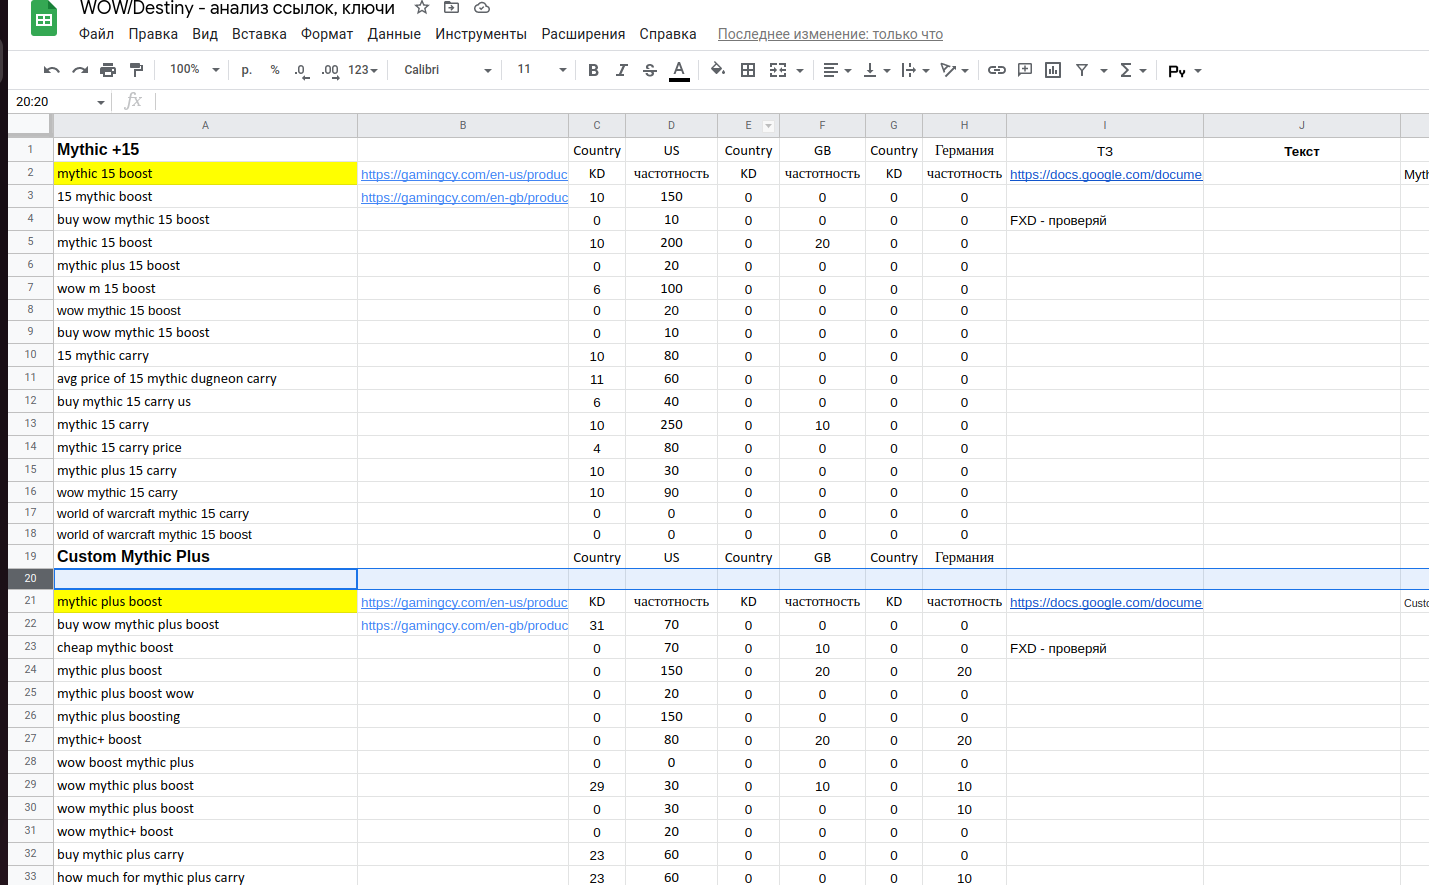 WOW/Destiny - анализ ссылок, ключи
Файл Правка Вид Вставка Формат Данные Инструменты Расширения Справка Последнее изменение: только что
100% р. % .0 .00 123 Calibri 11 B I S A Σ Pγ
20:20 fx
A B C D E F G H I J
1 Mythic +15 Country US Country GB Country Германия ТЗ Текст
2 mythic 15 boost https://gamingcy.com/en-us/produc KD частотность KD частотность KD частотность https://docs.google.com/docume Myth
3 15 mythic boost https://gamingcy.com/en-gb/produc 10 150 0 0 0 0
4 buy wow mythic 15 boost 0 10 0 0 0 0 FXD - проверяй
5 mythic 15 boost 10 200 0 20 0 0
6 mythic plus 15 boost 0 20 0 0 0 0
7 wow m 15 boost 6 100 0 0 0 0
8 wow mythic 15 boost 0 20 0 0 0 0
9 buy wow mythic 15 boost 0 10 0 0 0 0
10 15 mythic carry 10 80 0 0 0 0
11 avg price of 15 mythic dugneon carry 11 60 0 0 0 0
12 buy mythic 15 carry us 6 40 0 0 0 0
13 mythic 15 carry 10 250 0 10 0 0
14 mythic 15 carry price 4 80 0 0 0 0
15 mythic plus 15 carry 10 30 0 0 0 0
16 wow mythic 15 carry 10 90 0 0 0 0
17 world of warcraft mythic 15 carry 0 0 0 0 0 0
18 world of warcraft mythic 15 boost 0 0 0 0 0 0
19 Custom Mythic Plus Country US Country GB Country Германия
20
21 mythic plus boost https://gamingcy.com/en-us/produc KD частотность KD частотность KD частотность https://docs.google.com/docume Custo
22 buy wow mythic plus boost https://gamingcy.com/en-gb/produc 31 70 0 0 0 0
23 cheap mythic boost 0 70 0 10 0 0 FXD - проверяй
24 mythic plus boost 0 150 0 20 0 20
25 mythic plus boost wow 0 20 0 0 0 0
26 mythic plus boosting 0 150 0 0 0 0
27 mythic+ boost 0 80 0 20 0 20
28 wow boost mythic plus 0 0 0 0 0 0
29 wow mythic plus boost 29 30 0 10 0 10
30 wow mythic plus boost 0 30 0 0 0 10
31 wow mythic+ boost 0 20 0 0 0 0
32 buy mythic plus carry 23 60 0 0 0 0
33 how much for mythic plus carry 23 60 0 0 0 10